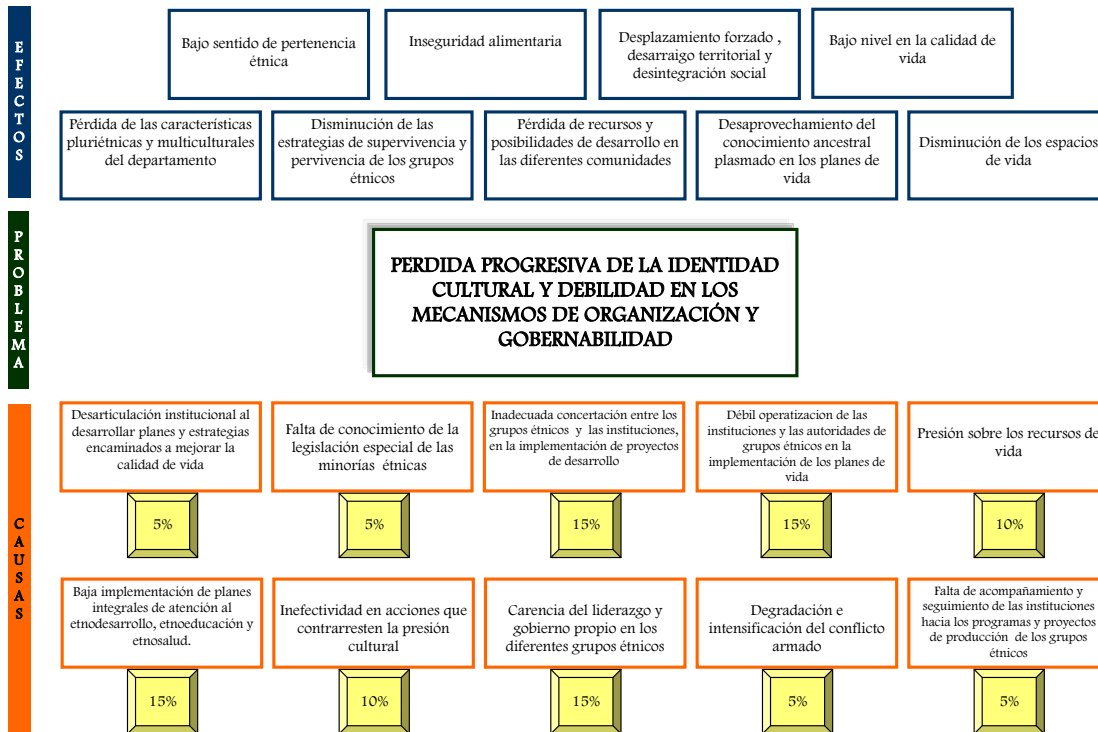 EFECTOS
Bajo sentido de pertenencia
étnica
Inseguridad alimentaria
Desplazamiento forzado ,
desarraigo territorial y
desintegración social
Bajo nivel en la calidad de
vida
Pérdida de las características
pluriétnicas y multiculturales
del departamento
Disminución de las
estrategias de supervivencia y
pervivencia de los grupos
étnicos
Pérdida de recursos y
posibilidades de desarrollo en
las diferentes comunidades
Desaprovechamiento del
conocimiento ancestral
plasmado en los planes de
vida
Disminución de los espacios
de vida
PROBLEMA
PERDIDA PROGRESIVA DE LA IDENTIDAD
CULTURAL Y DEBILIDAD EN LOS
MECANISMOS DE ORGANIZACIÓN Y
GOBERNABILIDAD
CAUSAS
Desarticulación institucional al
desarrollar planes y estrategias
encaminados a mejorar la
calidad de vida
Falta de conocimiento de la
legislación especial de las
minorías étnicas
Inadecuada concertación entre los
grupos étnicos y las instituciones,
en la implementación de proyectos
de desarrollo
Débil operatizacion de las
instituciones y las autoridades de
grupos étnicos en la
implementación de los planes de
vida
Presión sobre los recursos de
vida
5%
5%
15%
15%
10%
Baja implementación de planes
integrales de atención al
etnodesarrollo, etnoeducación y
etnosalud.
Inefectividad en acciones que
contrarresten la presión
cultural
Carencia del liderazgo y
gobierno propio en los
diferentes grupos étnicos
Degradación e
intensificación del conflicto
armado
Falta de acompañamiento y
seguimiento de las instituciones
hacia los programas y proyectos
de producción de los grupos
étnicos
15%
10%
15%
5%
5%